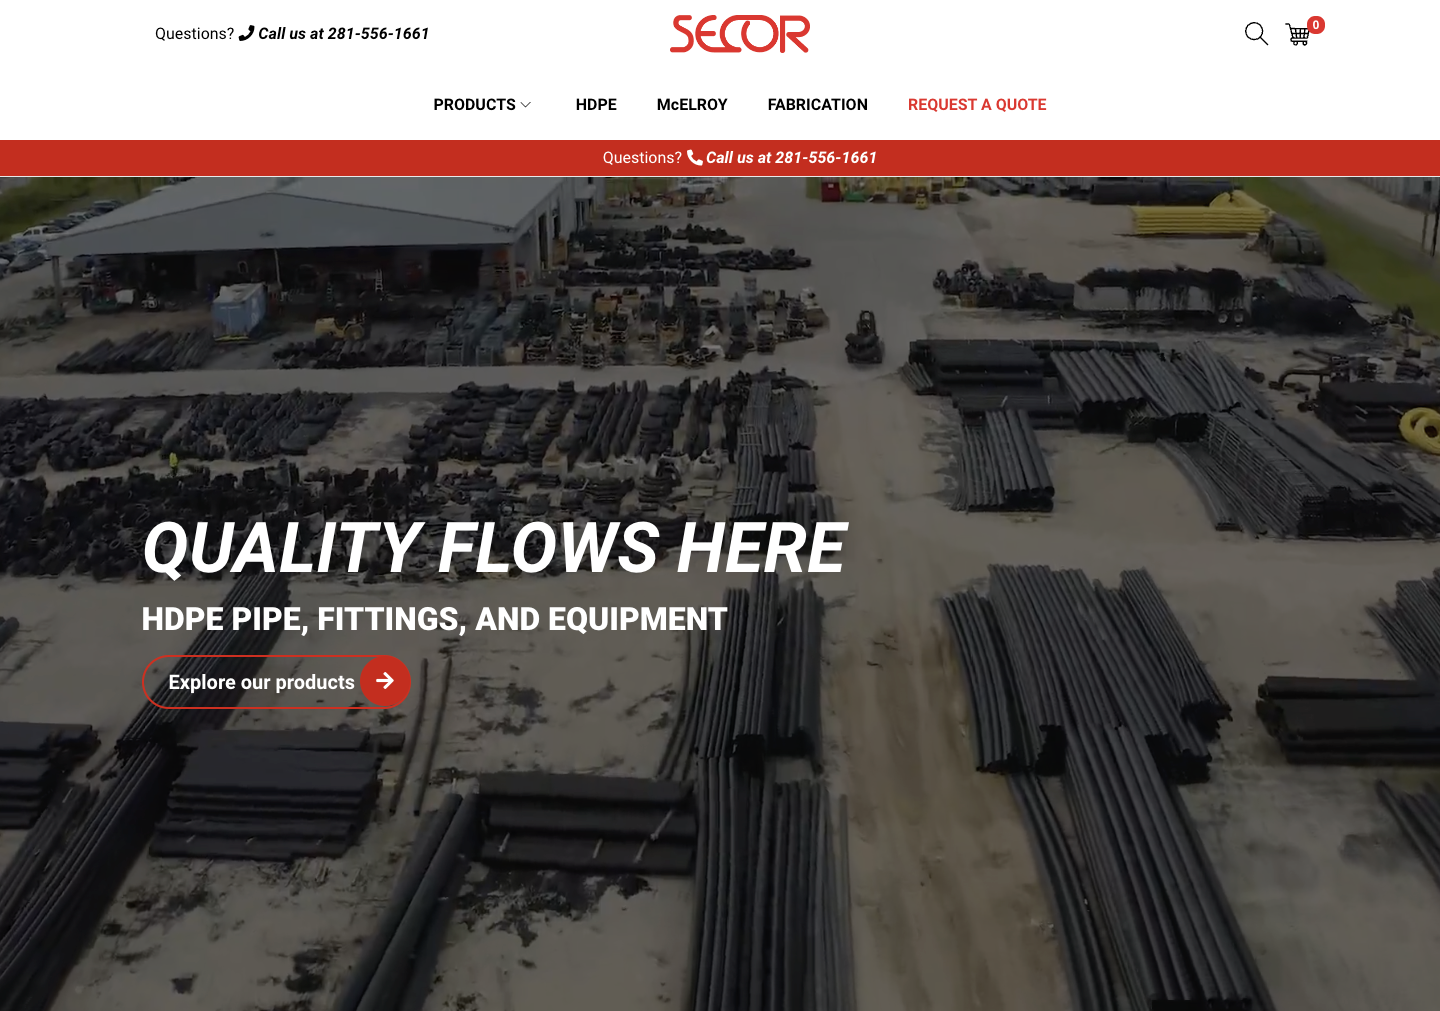 Questions? Call us at 281-556-1661
SECOR
0
PRODUCTS HDPE McELROY FABRICATION REQUEST A QUOTE
Questions? Call us at 281-556-1661
QUALITY FLOWS HERE
HDPE PIPE, FITTINGS, AND EQUIPMENT
Explore our products